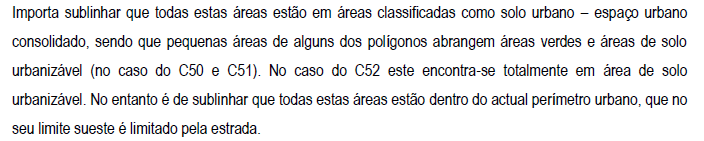 Importa sublinhar que todas estas áreas estão em áreas classificadas como solo urbano – espaço urbano
consolidado, sendo que pequenas áreas de alguns dos polígonos abrangem áreas verdes e áreas de solo
urbanizável (no caso do C50 e C51). No caso do C52 este encontra-se totalmente em área de solo
urbanizável. No entanto é de sublinhar que todas estas áreas estão dentro do actual perímetro urbano, que no
seu limite sueste é limitado pela estrada.